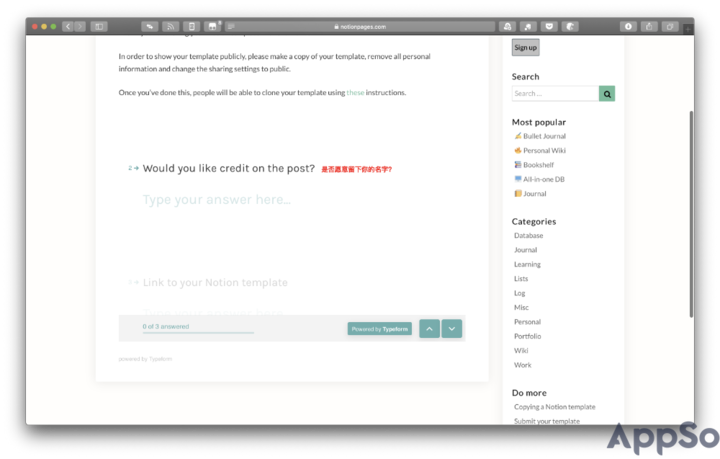 notionpages.com
In order to show your template publicly, please make a copy of your template, remove all personal
information and change the sharing settings to public.
Once you've done this, people will be able to clone your template using these instructions.
2 → Would you like credit on the post? 是否愿意留下你的名字?
Type your answer here...
3 → Link to your Notion template
0 of 3 answered
Powered by Typeform
powered by Typeform
Sign up
Search
Search ...
Most popular
Bullet Journal
Personal Wiki
Bookshelf
All-in-one DB
Journal
Categories
Database
Journal
Learning
Lists
Log
Misc
Personal
Portfolio
Wiki
Work
Do more
Copying a Notion template
Submit your template
AppSo